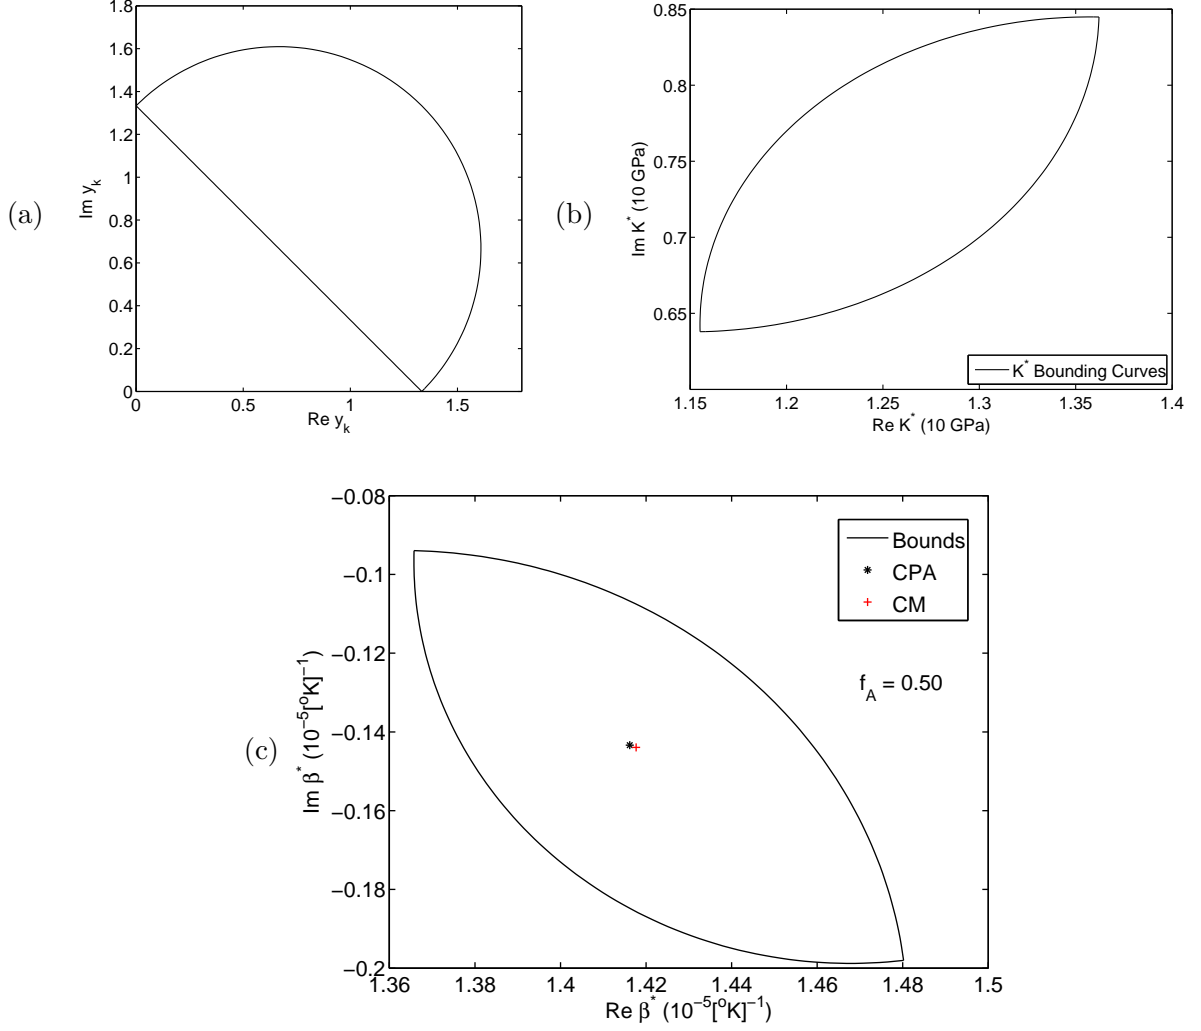 (a)
1.8
1.6
1.4
1.2
1
0.8
0.6
0.4
0.2
0
Im y_k
0 0.5 1 1.5
Re y_k
(b)
0.85
0.8
0.75
0.7
0.65
Im K^* (10 GPa)
K^* Bounding Curves
1.15 1.2 1.25 1.3 1.35 1.4
Re K^* (10 GPa)
(c)
−0.08
−0.1
−0.12
−0.14
−0.16
−0.18
−0.2
Im β^* (10^−5[^oK]^−1)
Bounds
CPA
CM
f_A = 0.50
1.36 1.38 1.4 1.42 1.44 1.46 1.48 1.5
Re β^* (10^−5[^oK]^−1)